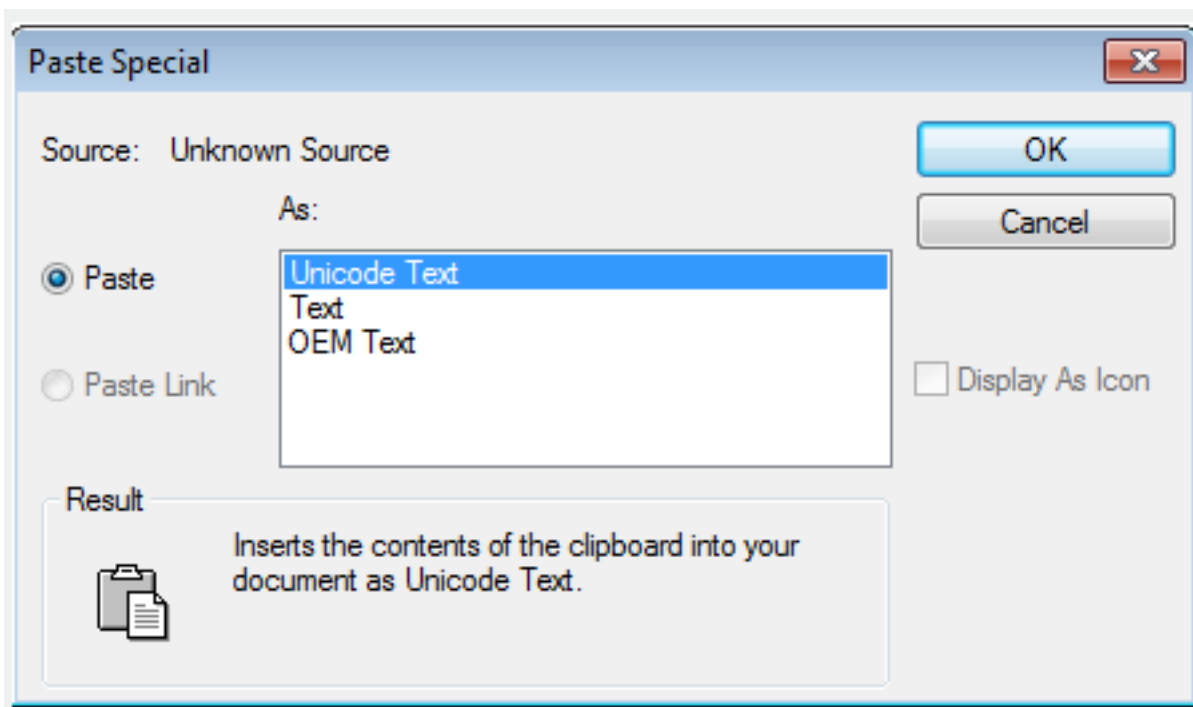 Paste Special
Source: Unknown Source
OK
As:
Cancel
Paste
Unicode Text
Text
OEM Text
Paste Link
Display As Icon
Result
Inserts the contents of the clipboard into your
document as Unicode Text.